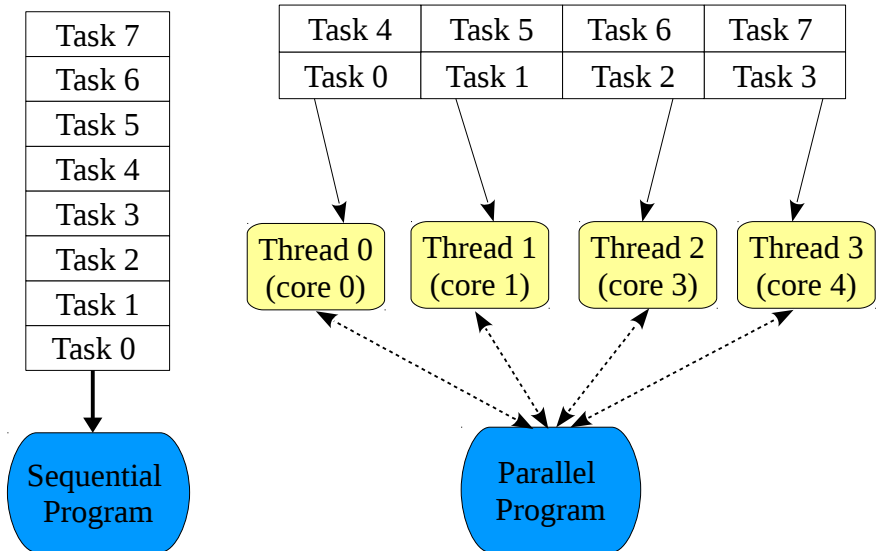 Task 7
Task 6
Task 5
Task 4
Task 3
Task 2
Task 1
Task 0
Sequential
Program
Task 4 Task 5 Task 6 Task 7
Task 0 Task 1 Task 2 Task 3
Thread 0
(core 0)
Thread 1
(core 1)
Thread 2
(core 3)
Thread 3
(core 4)
Parallel
Program